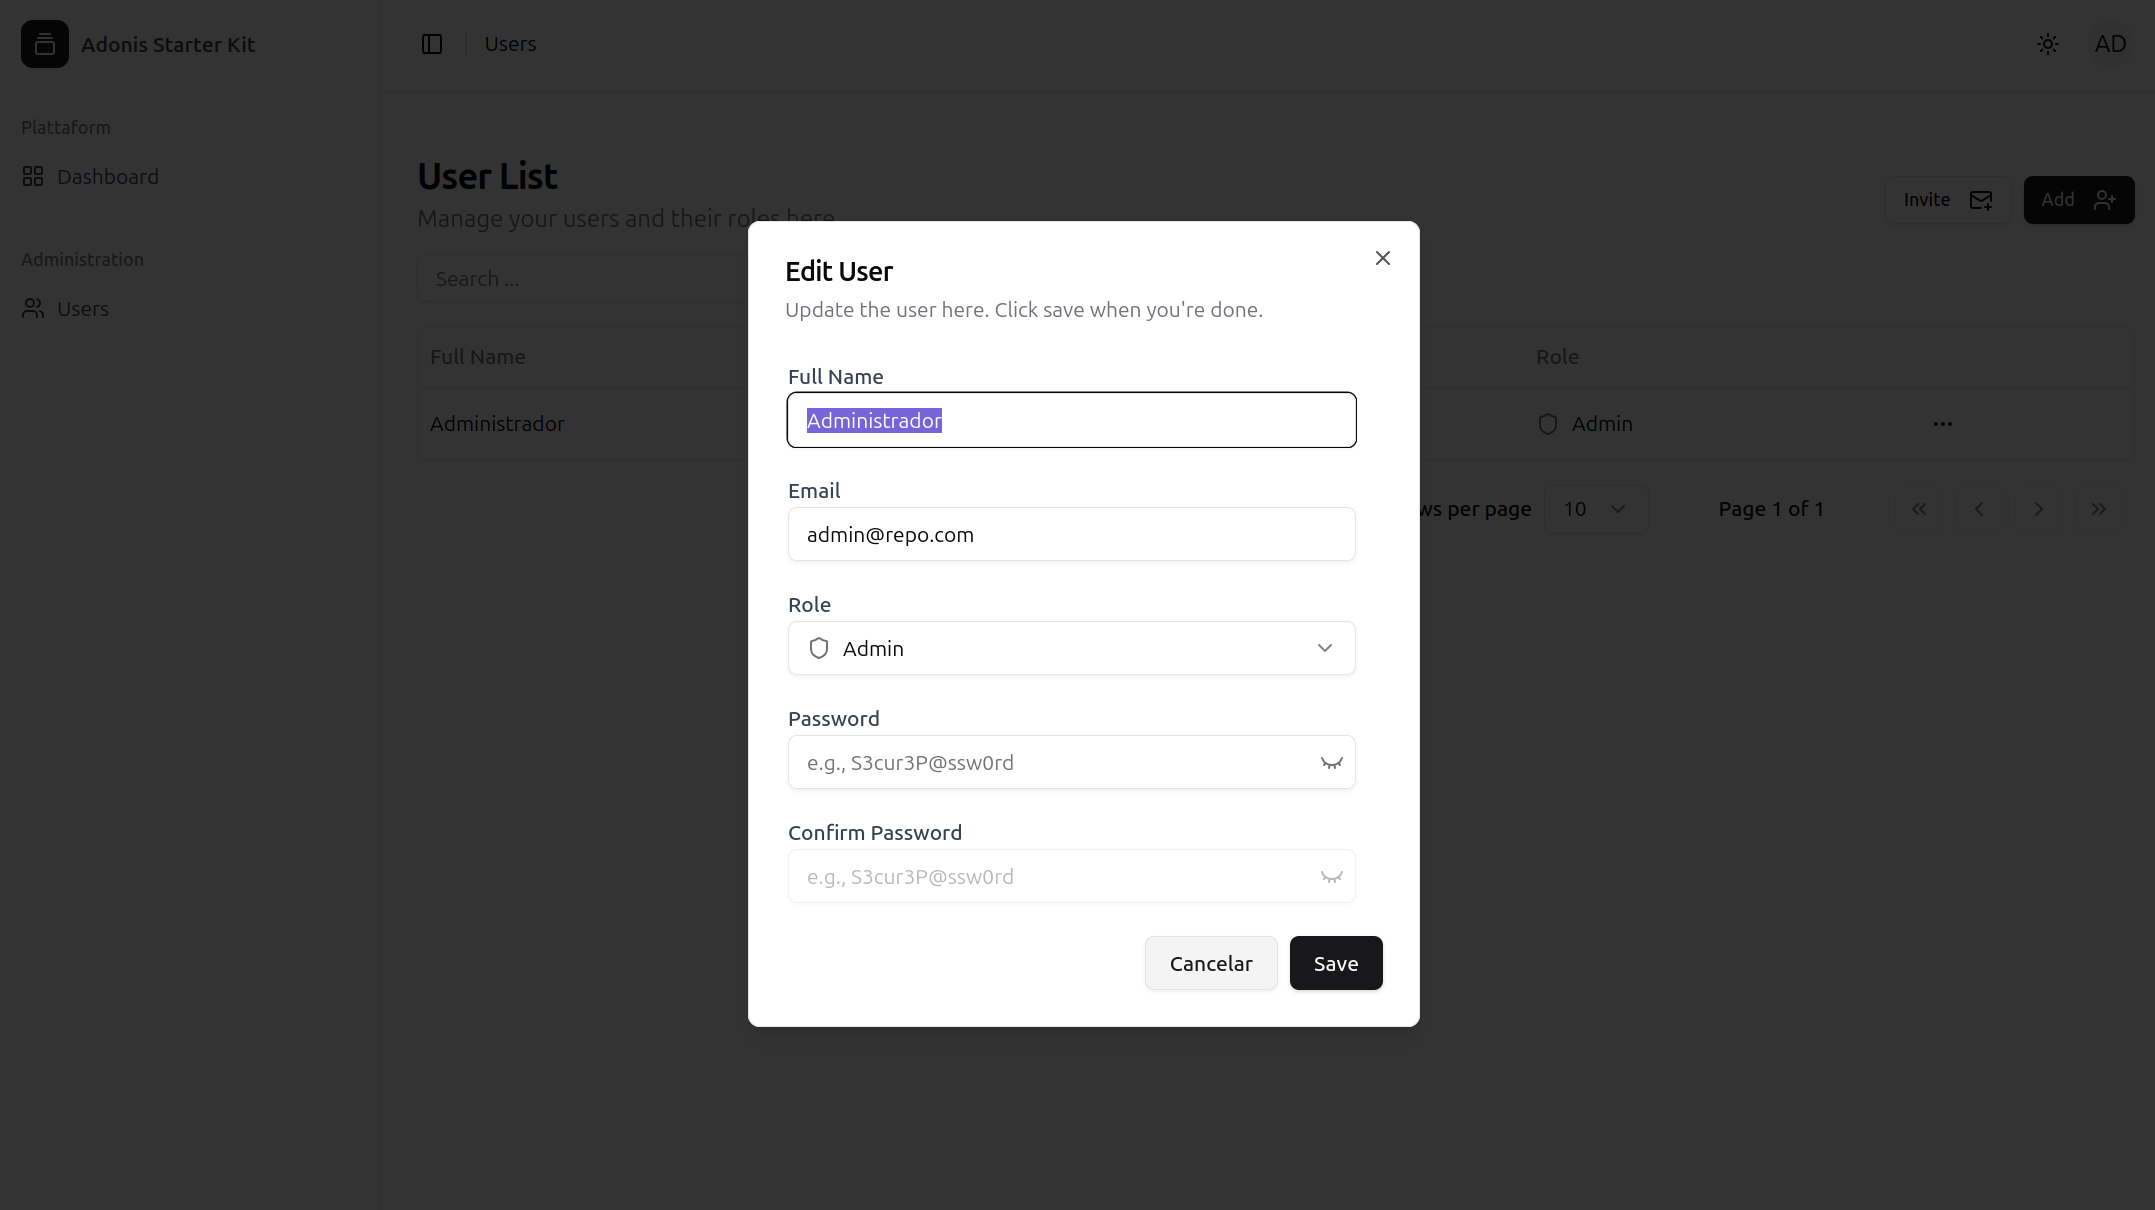 Adonis Starter Kit
Users
AD
Plattaform
Dashboard
Administration
Users
User List
Manage your users and their roles here
Invite
Add
Search ...
Full Name
Role
Administrador
Admin
ws per page
10
Page 1 of 1
Edit User
Update the user here. Click save when you're done.
Full Name
Administrador
Email
admin@repo.com
Role
Admin
Password
e.g., S3cur3P@ssw0rd
Confirm Password
e.g., S3cur3P@ssw0rd
Cancelar
Save